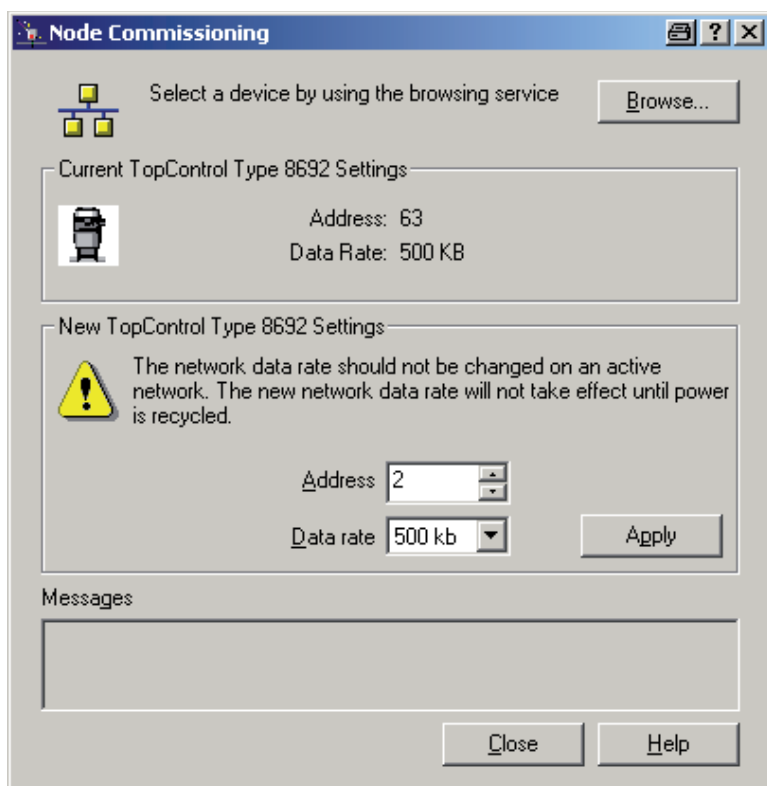 Node Commissioning
Select a device by using the browsing service
Browse...
Current TopControl Type 8692 Settings
Address: 63
Data Rate: 500 KB
New TopControl Type 8692 Settings
The network data rate should not be changed on an active
network. The new network data rate will not take effect until power
is recycled.
Address 2
Data rate 500 kb
Apply
Messages
Close
Help